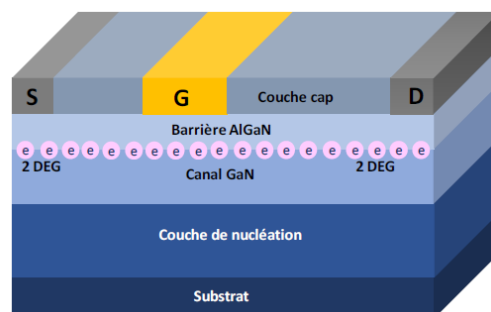 S G Couche cap D
Barrière AlGaN
e e e e e e e e e e e e e e e e e e e e
2 DEG 2 DEG
Canal GaN
Couche de nucléation
Substrat